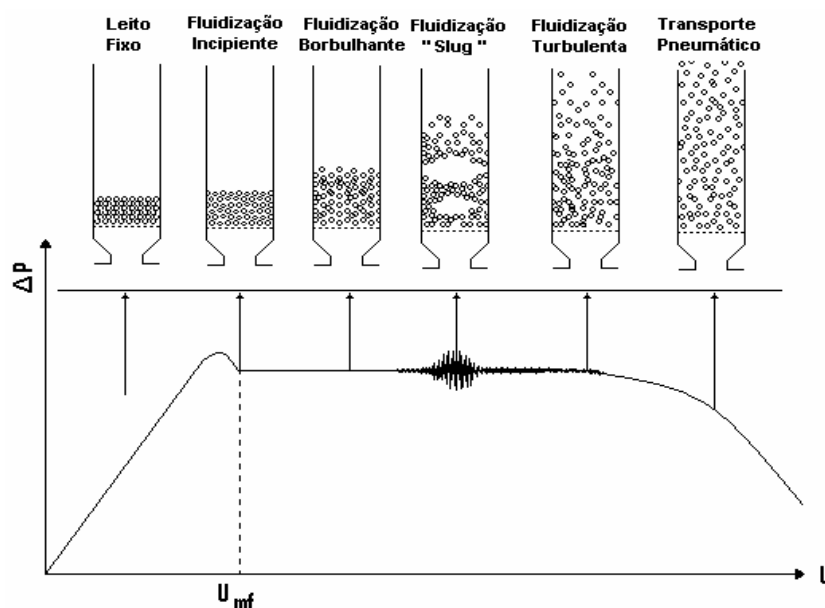 Leito
Fixo
Fluidização
Incipiente
Fluidização
Borbulhante
Fluidização
" Slug "
Fluidização
Turbulenta
Transporte
Pneumático
ΔP
U mf